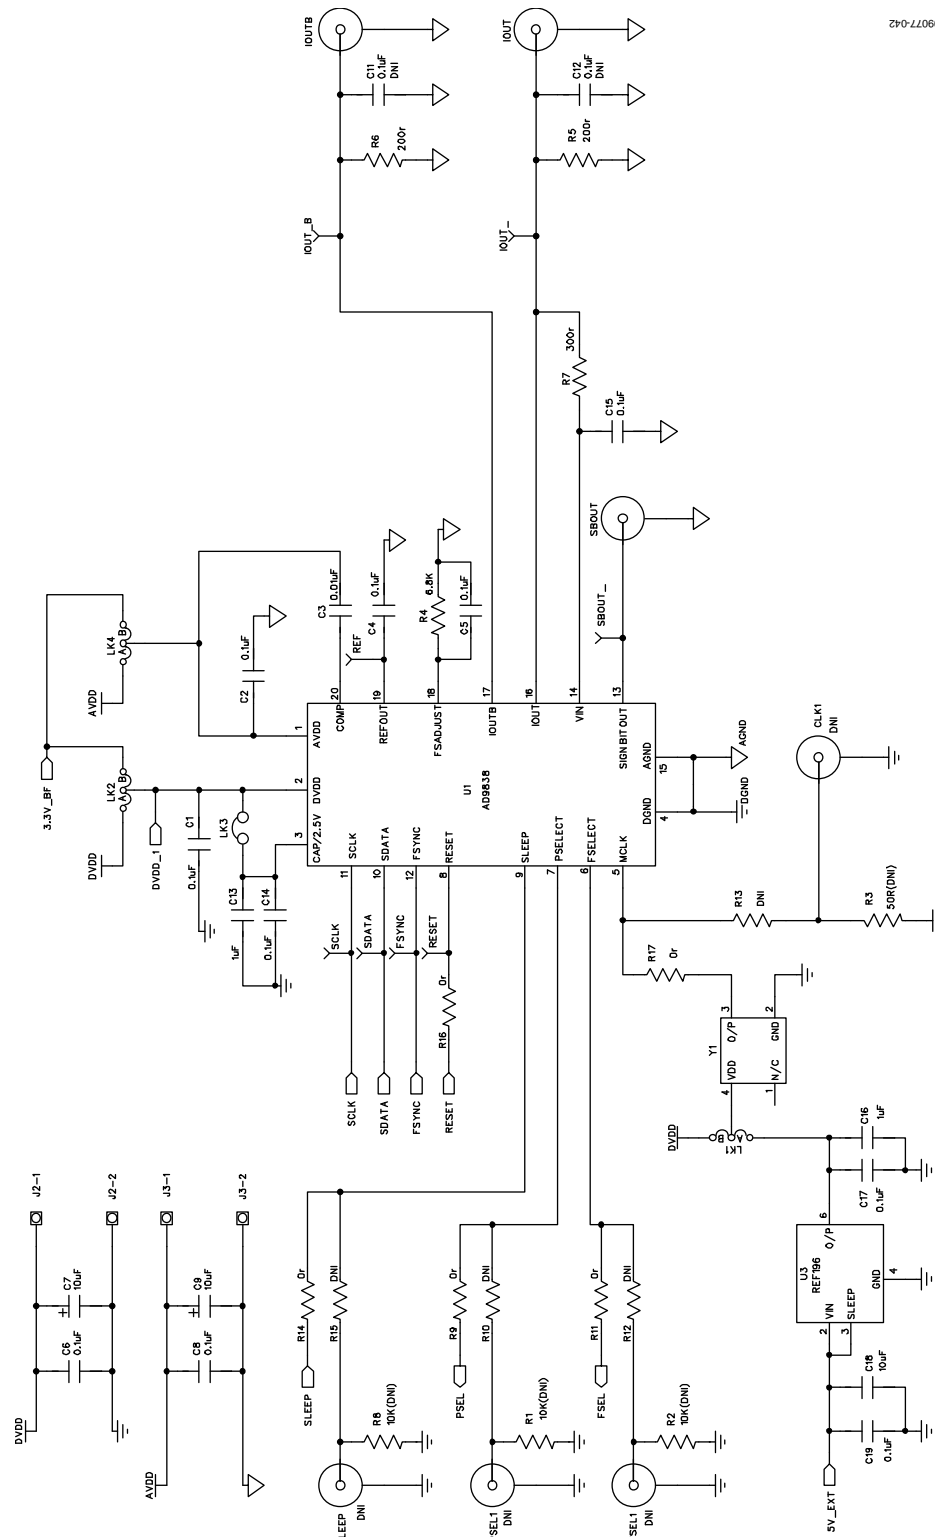 09077-042
IOUTB
C11
0.1uF
DNI
R6
200r
IOUT_B
IOUT
C12
0.1uF
DNI
R5
200r
IOUT_
R7
300r
C15
0.1uF
SBOUT
SBOUT_
3.3V_BF
AVDD
LK4
A
B
C2
0.1uF
C3
0.01uF
C4
0.1uF
REF
R4
6.8K
C5
0.1uF
DVDD
LK2
A
B
DVDD_1
C1
0.1uF
LK3
C13
1uF
C14
0.1uF
U1
AD9838
1
AVDD
2
DVDD
3
CAP/2.5V
20
COMP
19
REFOUT
18
FSADJUST
17
IOUTB
16
IOUT
14
VIN
13
SIGN BIT OUT
15
AGND
4
DGND
11
SCLK
10
SDATA
12
FSYNC
8
RESET
9
SLEEP
7
PSELECT
6
FSELECT
5
MCLK
AGND
DGND
CLK1
DNI
R13
DNI
R3
50R(DNI)
R17
0r
SCLK
SDATA
FSYNC
RESET
R16
0r
SCLK
SDATA
FSYNC
RESET
Y1
3
O/P
2
GND
4
VDD
1
N/C
DVDD
B
A
LK1
C16
1uF
C17
0.1uF
U3
REF196
6
O/P
2
VIN
3
SLEEP
4
GND
C18
10uF
C19
0.1uF
5V_EXT
J2-1
J2-2
J3-1
J3-2
C7
10uF
+
C6
0.1uF
C9
10uF
+
C8
0.1uF
DVDD
AVDD
R14
0r
R15
DNI
SLEEP
R8
10K(DNI)
SLEEP
DNI
R9
0r
R10
DNI
PSEL
R1
10K(DNI)
PSEL1
DNI
R11
0r
R12
DNI
FSEL
R2
10K(DNI)
FSEL1
DNI